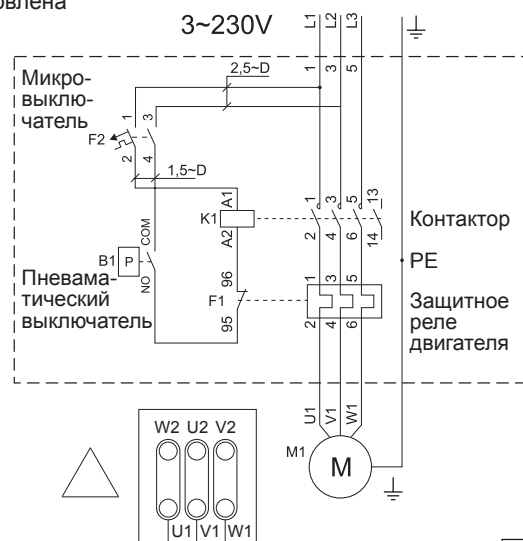 овлена
3~230V
L1 L2 L3
1 3 5
2,5~D
Микро-
выклю-
чатель
1 3
F2
2 4
1,5~D
A1
K1
A2
1 3 5 13
2 4 6 14
Контактор
COM
B1 P
NO
PE
Пневама-
тический
выключатель
96
F1
95
1 3 5
2 4 6
Защитное
реле
двигателя
U1 V1 W1
M1
M
W2 U2 V2
U1 V1 W1